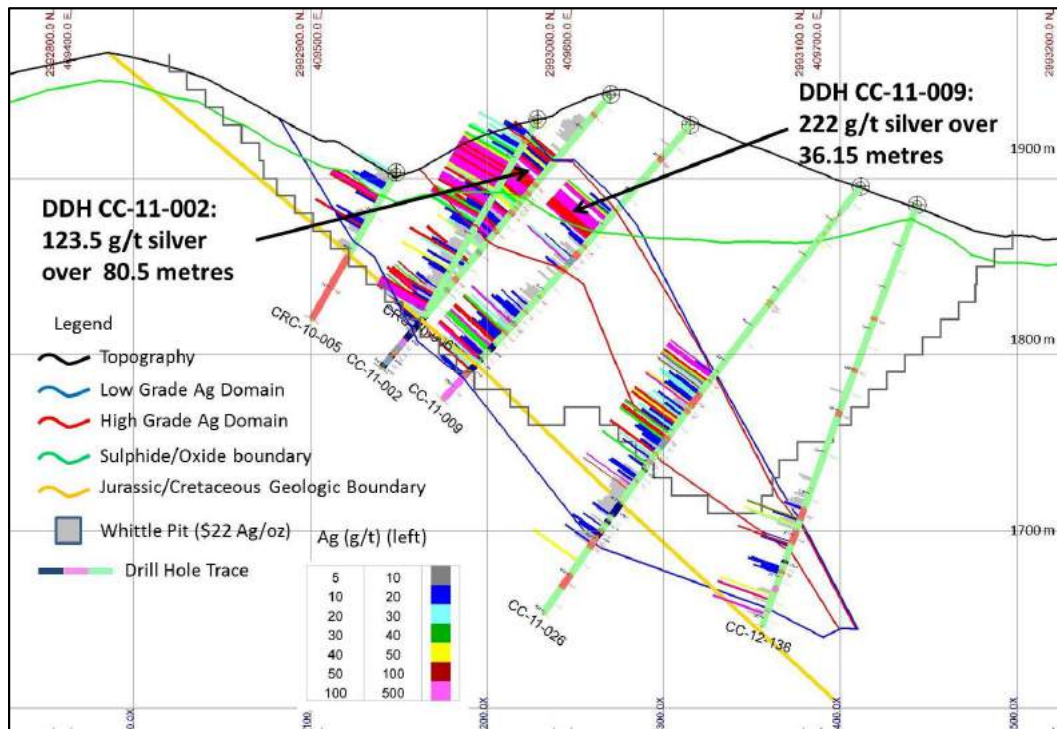 2992800.0 N
409400.0 E
2992900.0 N
409500.0 E
2993000.0 N
409600.0 E
2993100.0 N
409700.0 E
2993200.0 N
DDH CC-11-009:
222 g/t silver over
36.15 metres
1900 m
DDH CC-11-002:
123.5 g/t silver
over 80.5 metres
1800 m
1700 m
CRC-10-005
CC-11-002
CC-11-009
CC-11-026
CC-12-138
Legend
Topography
Low Grade Ag Domain
High Grade Ag Domain
Sulphide/Oxide boundary
Jurassic/Cretaceous Geologic Boundary
Whittle Pit ($22 Ag/oz)
Drill Hole Trace
Ag (g/t) (left)
5 10
10 20
20 30
30 40
40 50
50 100
100 500
0.0X